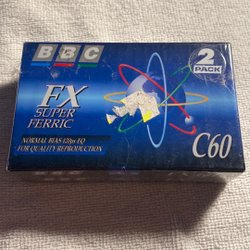 BBC
2
PACK
FX
SUPER
FERRIC
NORMAL BIAS 120µs EQ
FOR QUALITY REPRODUCTION
C60